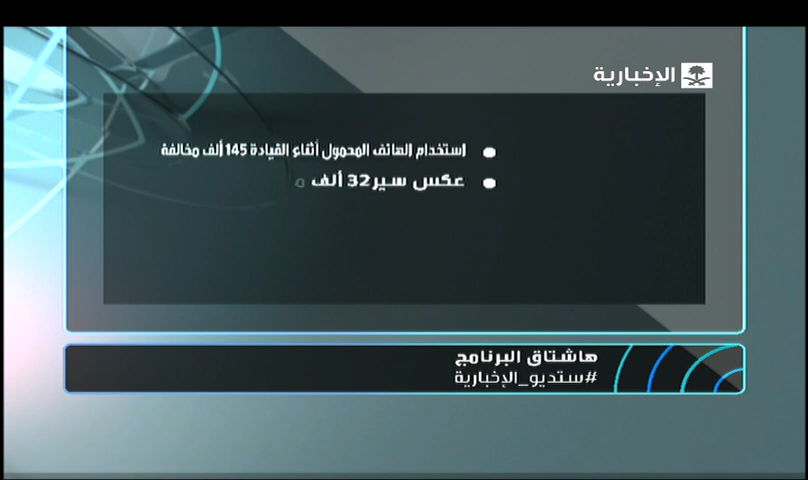 الإخبارية
استخدام الهاتف المحمول أثناء القيادة 145 ألف مخالفة
عكس سير32 ألف م
هاشتاق البرنامج
#ستديو_الإخبارية